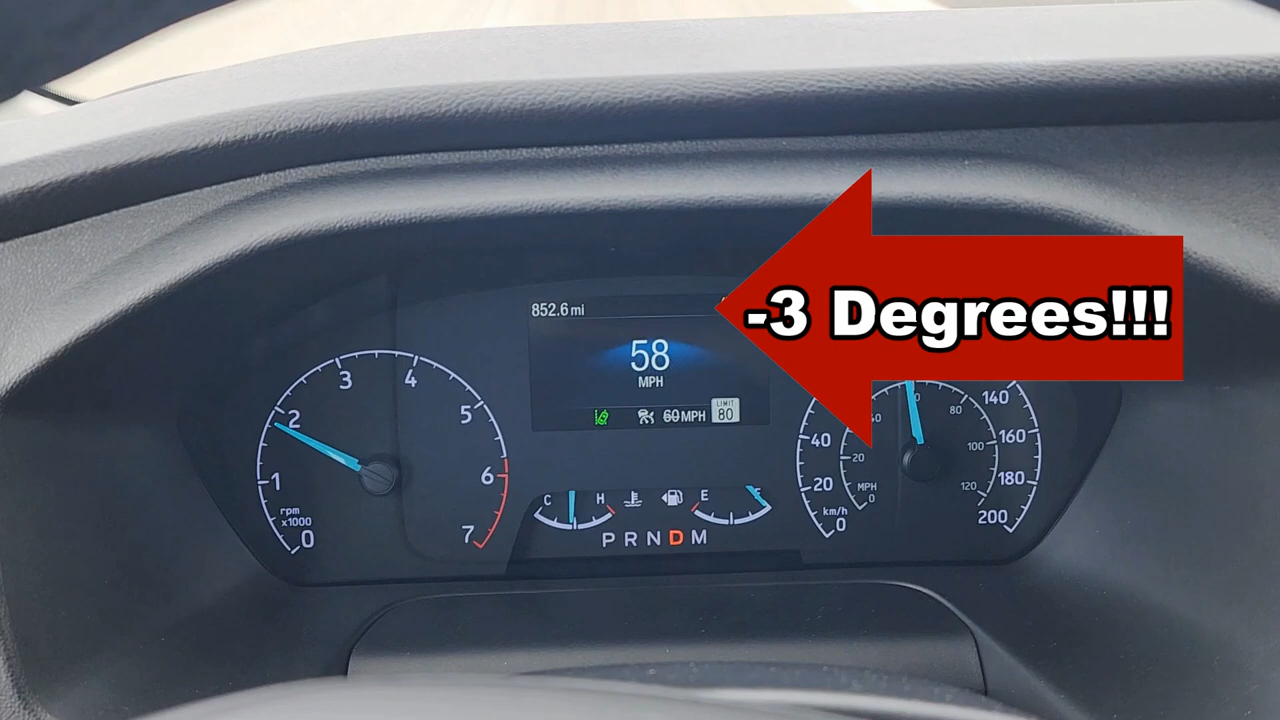 852.6 mi
-3 Degrees!!!
58
MPH
60 MPH
LIMIT
80
0 1 2 3 4 5 6 7
rpm
x1000
C H
E F
P R N D M
0 20 40 140 160 180 200
km/h
0 20 80 100 120
MPH